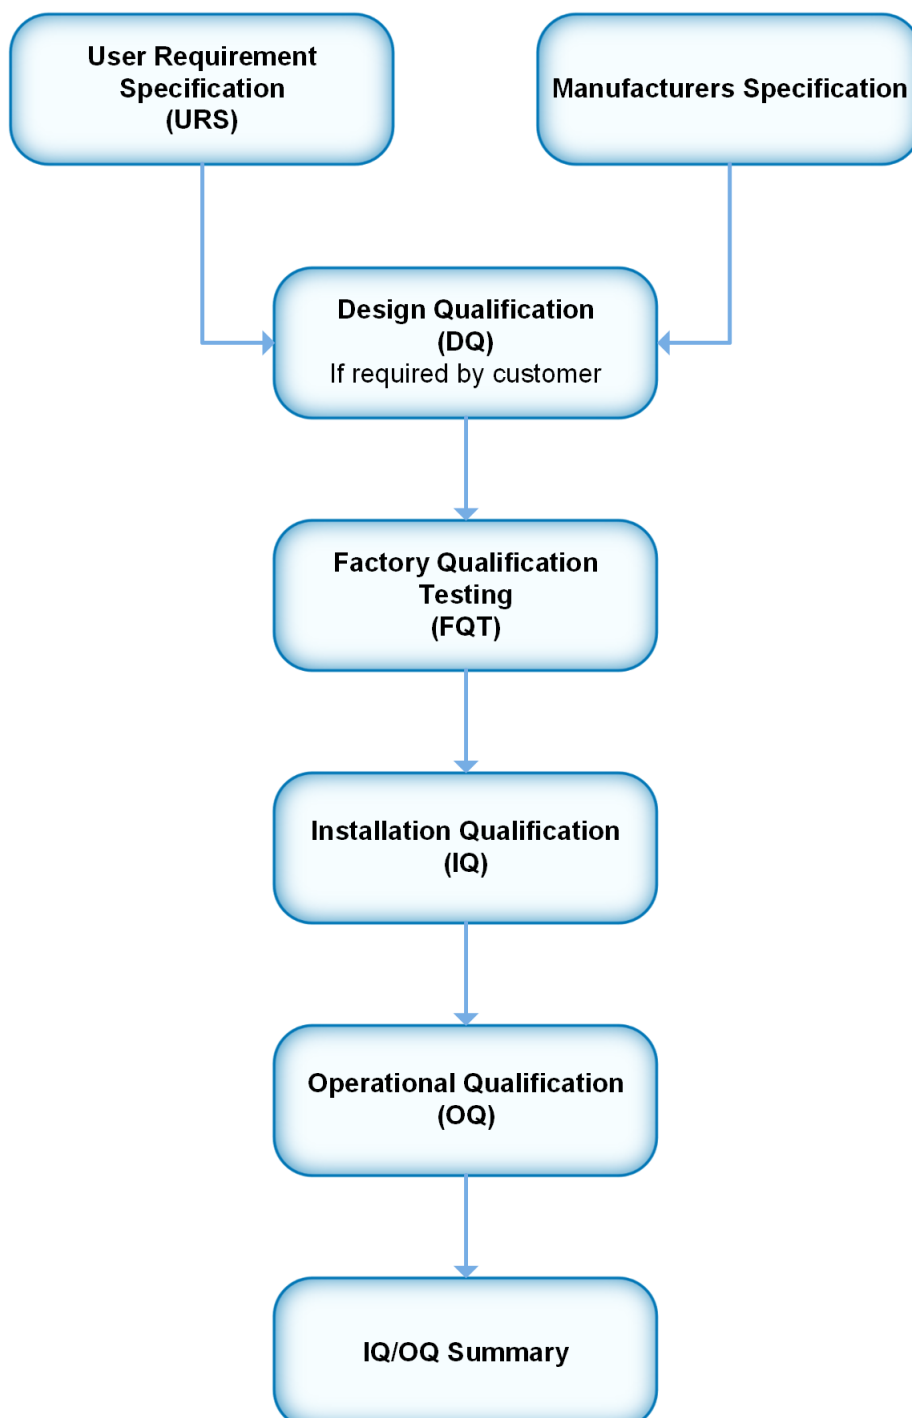 User Requirement
Specification
(URS)
Manufacturers Specification
Design Qualification
(DQ)
If required by customer
Factory Qualification
Testing
(FQT)
Installation Qualification
(IQ)
Operational Qualification
(OQ)
IQ/OQ Summary